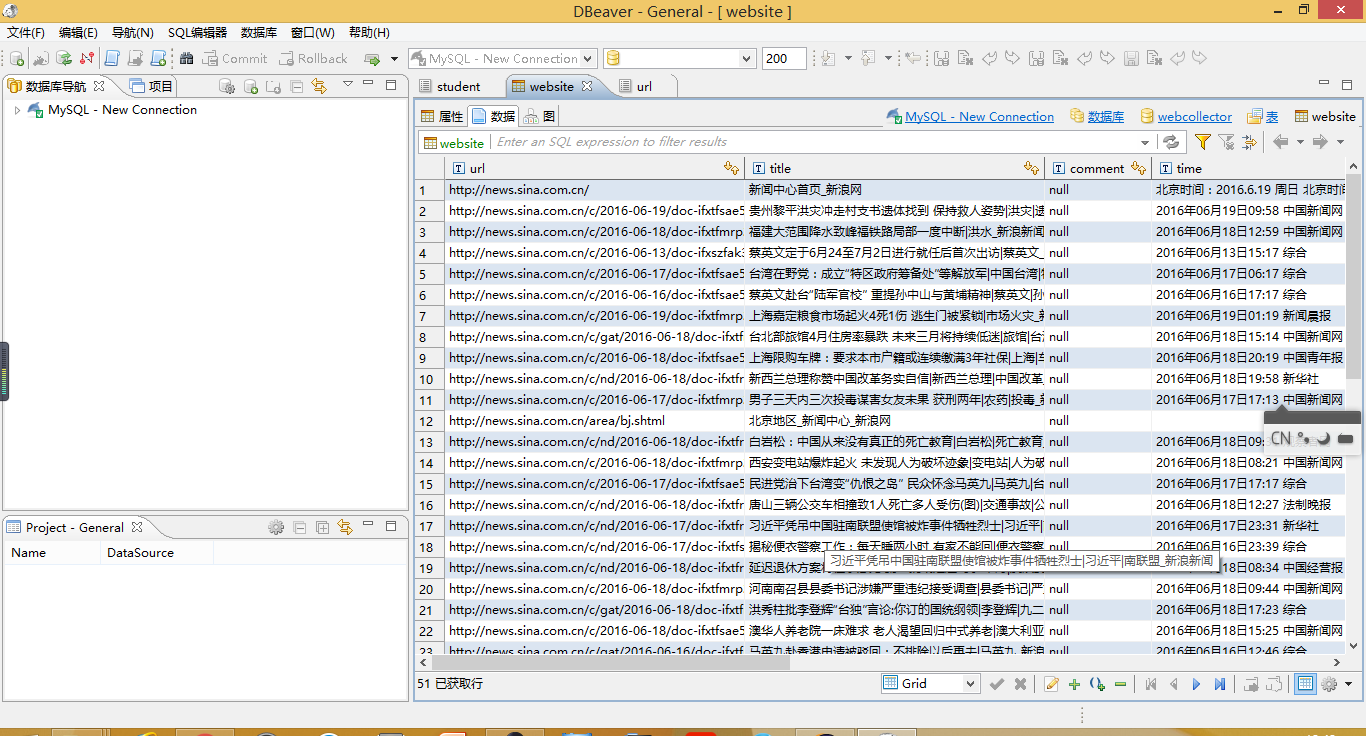 DBeaver - General - [ website ]
文件(F) 编辑(E) 导航(N) SQL编辑器 数据库 窗口(W) 帮助(H)
Commit Rollback MySQL - New Connection 200
数据库导航 项目
MySQL - New Connection
student website url
属性 数据 图 MySQL - New Connection 数据库 webcollector 表 website
website Enter an SQL expression to filter results
url title comment time
1 http://news.sina.com.cn/ 新闻中心首页_新浪网 null 北京时间：2016.6.19 周日 北京时间
2 http://news.sina.com.cn/c/2016-06-19/doc-ifxtfsae5 贵州黎平洪灾冲走村支书遗体找到 保持救人姿势|洪灾|遗 null 2016年06月19日09:58 中国新闻网
3 http://news.sina.com.cn/c/2016-06-18/doc-ifxtfmrp 福建大范围降水致峰福铁路局部一度中断|洪水_新浪新闻 null 2016年06月18日12:59 中国新闻网
4 http://news.sina.com.cn/c/2016-06-13/doc-ifxszfak 蔡英文定于6月24至7月2日进行就任后首次出访|蔡英文_ null 2016年06月13日15:17 综合
5 http://news.sina.com.cn/c/2016-06-17/doc-ifxtfsae5 台湾在野党：成立"特区政府筹备处"等解放军|中国台湾| null 2016年06月17日06:17 综合
6 http://news.sina.com.cn/c/2016-06-16/doc-ifxtfsae5 蔡英文赴台"陆军官校" 重提孙中山与黄埔精神|蔡英文|孙 null 2016年06月16日17:17 综合
7 http://news.sina.com.cn/c/2016-06-19/doc-ifxtfmrp 上海嘉定粮食市场起火4死1伤 逃生门被紧锁|市场火灾_新 null 2016年06月19日01:19 新闻晨报
8 http://news.sina.com.cn/c/gat/2016-06-18/doc-ifxtf 台北部旅馆4月住房率暴跌 未来三月将持续低迷|旅馆|台 null 2016年06月18日15:14 中国新闻网
9 http://news.sina.com.cn/c/2016-06-18/doc-ifxtfsae5 上海限购车牌：要求本市户籍或连续缴满3年社保|上海|车 null 2016年06月18日20:19 中国青年报
10 http://news.sina.com.cn/c/nd/2016-06-18/doc-ifxtfr 新西兰总理称赞中国改革务实自信|新西兰总理|中国改革_ null 2016年06月18日19:58 新华社
11 http://news.sina.com.cn/c/2016-06-17/doc-ifxtfmrp 男子三天内三次投毒谋害女友未果 获刑两年|农药|投毒_新 null 2016年06月17日17:13 中国新闻网
12 http://news.sina.com.cn/area/bj.shtml 北京地区_新闻中心_新浪网 null
13 http://news.sina.com.cn/c/nd/2016-06-18/doc-ifxtfr 白岩松：中国从来没有真正的死亡教育|白岩松|死亡教育_ null 2016年06月18日09:
CN
14 http://news.sina.com.cn/c/2016-06-18/doc-ifxtfmrp 西安变电站爆炸起火 未发现人为破坏迹象|变电站|人为破 null 2016年06月18日08:21 中国新闻网
15 http://news.sina.com.cn/c/2016-06-17/doc-ifxtfsae5 民进党治下台湾变"仇恨之岛" 民众怀念马英九|马英九|台 null 2016年06月17日17:17 综合
16 http://news.sina.com.cn/c/nd/2016-06-18/doc-ifxtf 唐山三辆公交车相撞致1人死亡多人受伤(图)|交通事故|公 null 2016年06月18日12:27 法制晚报
17 http://news.sina.com.cn/c/nd/2016-06-17/doc-ifxtf 习近平凭吊中国驻南联盟使馆被炸事件牺牲烈士|习近平| null 2016年06月17日23:31 新华社
18 http://news.sina.com.cn/c/nd/2016-06-17/doc-ifxtfs 揭秘便衣警察工作：每天睡两小时 有家不能回|便衣警察 null 2016年06月16日23:39 综合
习近平凭吊中国驻南联盟使馆被炸事件牺牲烈士|习近平|南联盟_新浪新闻
19 http://news.sina.com.cn/c/nd/2016-06-18/doc-ifxtf 延迟退休方案 08:34 中国经营报
20 http://news.sina.com.cn/c/nd/2016-06-18/doc-ifxtf 河南南召县县委书记涉嫌严重违纪接受调查|县委书记|严 null 2016年06月18日09:44 中国新闻网
21 http://news.sina.com.cn/c/gat/2016-06-18/doc-ifxtf 洪秀柱批李登辉"台独"言论:你订的国统纲领|李登辉|九二 null 2016年06月18日17:23 综合
22 http://news.sina.com.cn/c/2016-06-18/doc-ifxtfsae5 澳华人养老院一床难求 老人渴望回归中式养老|澳大利亚 null 2016年06月18日15:25 中国新闻网
23 http://news.sina.com.cn/c/gat/2016-06-16/doc-ifxtf 马英九赴香港申请被驳回：不排除以后再去|马英九_新浪 null 2016年06月16日12:46 综合
51 已获取行 Grid
Project - General
Name DataSource